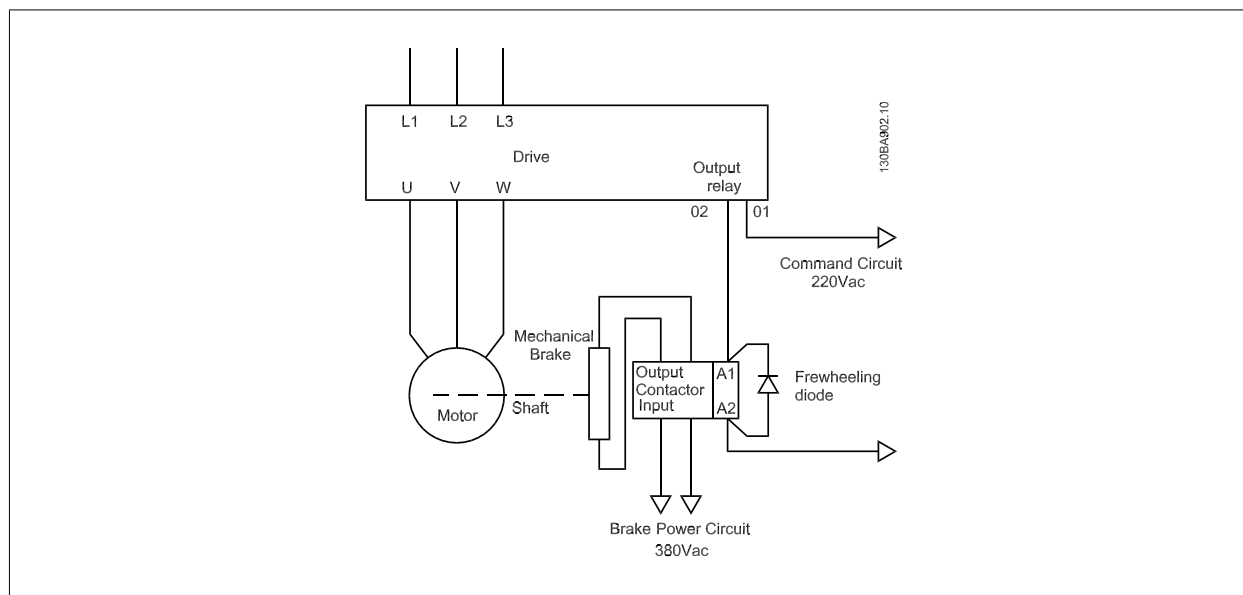 L1 L2 L3
Drive
Output
relay
U V W
02 01
130BA902.10
Command Circuit
220Vac
Mechanical
Brake
Output
Contactor
Input
A1
A2
Frewheeling
diode
Shaft
Motor
Brake Power Circuit
380Vac